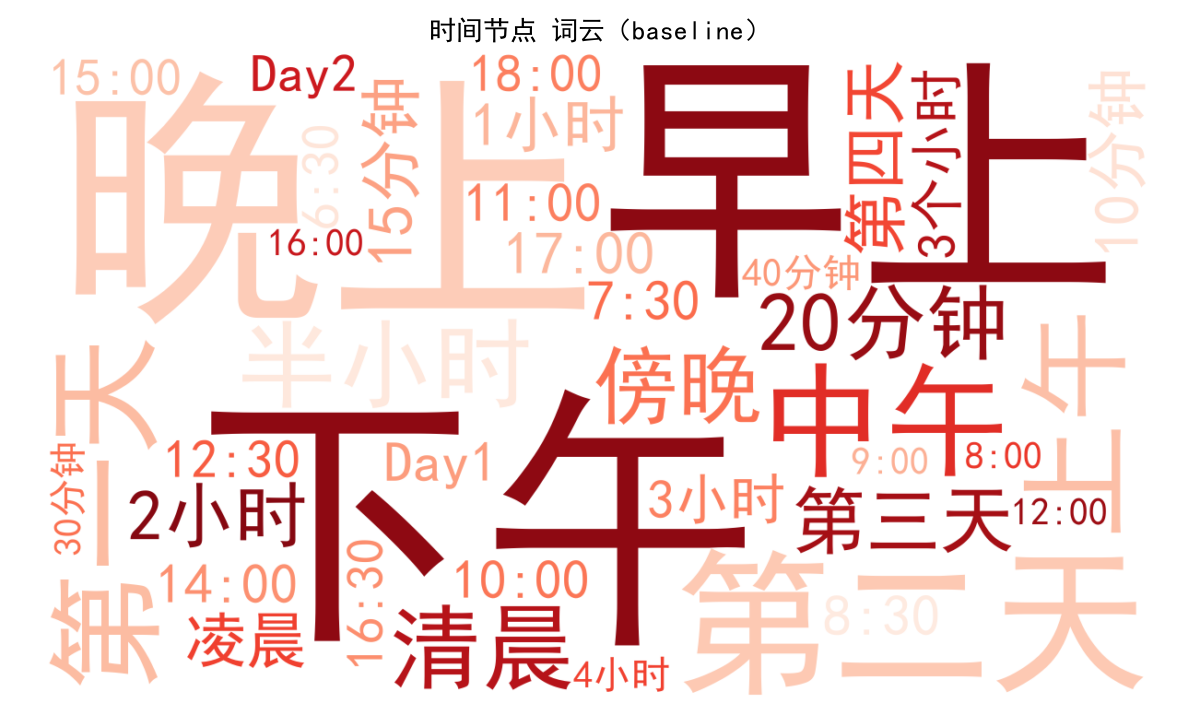 时间节点 词云（baseline）
15:00
晚上
Day2
6:30
16:00
15分钟
18:00
1小时
11:00
17:00
7:30
早上
第四天
3个小时
10分钟
40分钟
20分钟
半小时
傍晚
中午
上午
第一天
30分钟
12:30
2小时
下午
Day1
3小时
9:00
8:00
第三天
12:00
14:00
凌晨
16:30
清晨
10:00
4小时
第二天
8:30